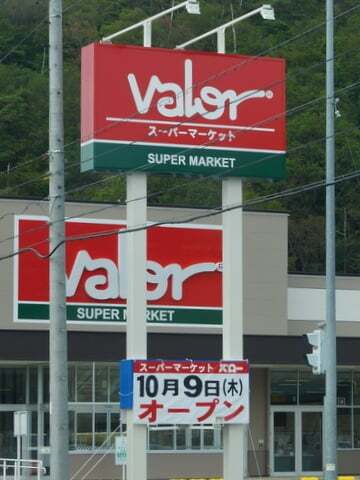 Valor
スーパーマーケット
SUPER MARKET
Valor
SUPER MARKET
スーパーマーケット バロー
10月9日(木)
オープン